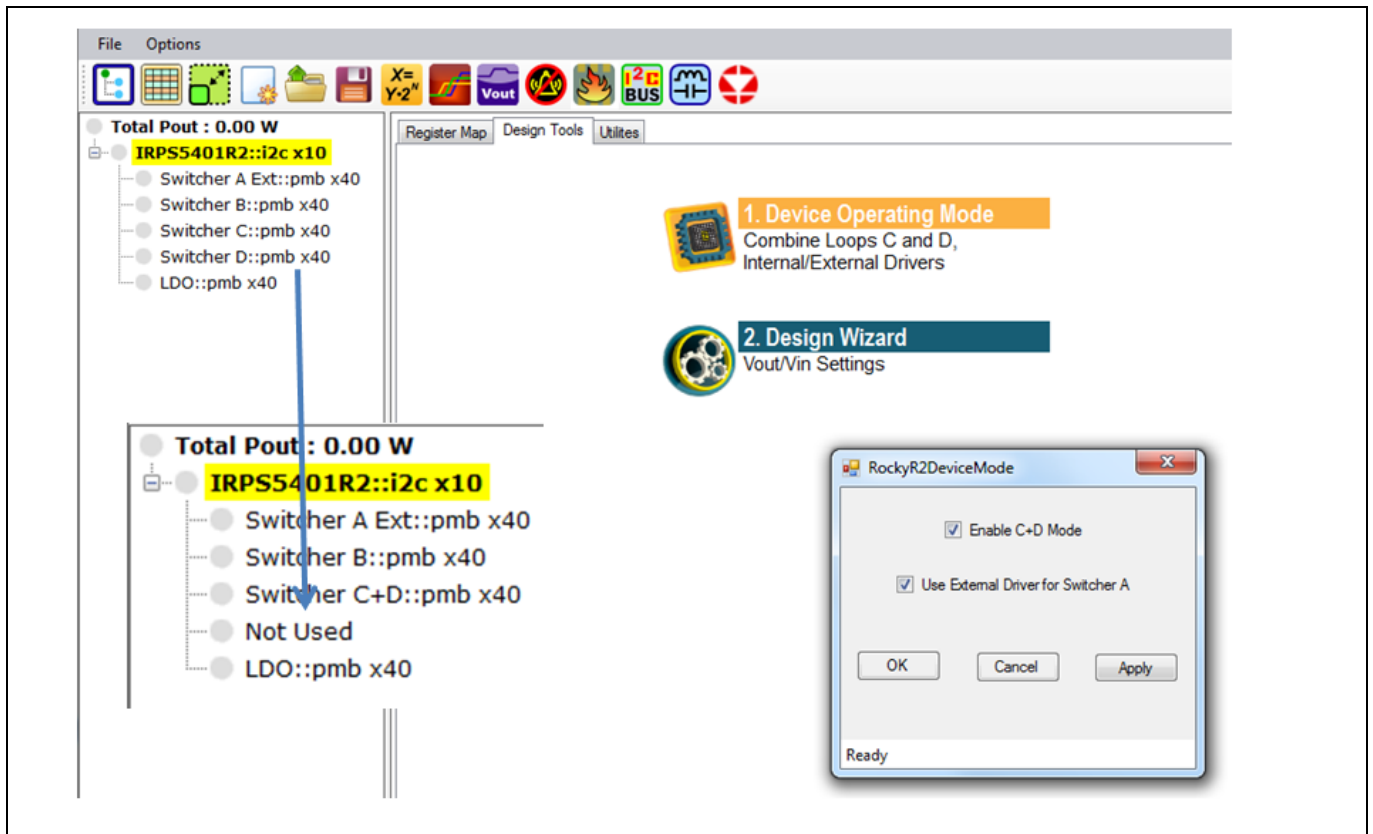 File Options
X=
Y·2^N
Vout
I²C
BUS
Total Pout : 0.00 W
IRPS5401R2::i2c x10
Switcher A Ext::pmb x40
Switcher B::pmb x40
Switcher C::pmb x40
Switcher D::pmb x40
LDO::pmb x40
Register Map Design Tools Utilites
1. Device Operating Mode
Combine Loops C and D,
Internal/External Drivers
2. Design Wizard
Vout/Vin Settings
Total Pout : 0.00 W
IRPS5401R2::i2c x10
Switcher A Ext::pmb x40
Switcher B::pmb x40
Switcher C+D::pmb x40
Not Used
LDO::pmb x40
RockyR2DeviceMode
Enable C+D Mode
Use External Driver for Switcher A
OK Cancel Apply
Ready